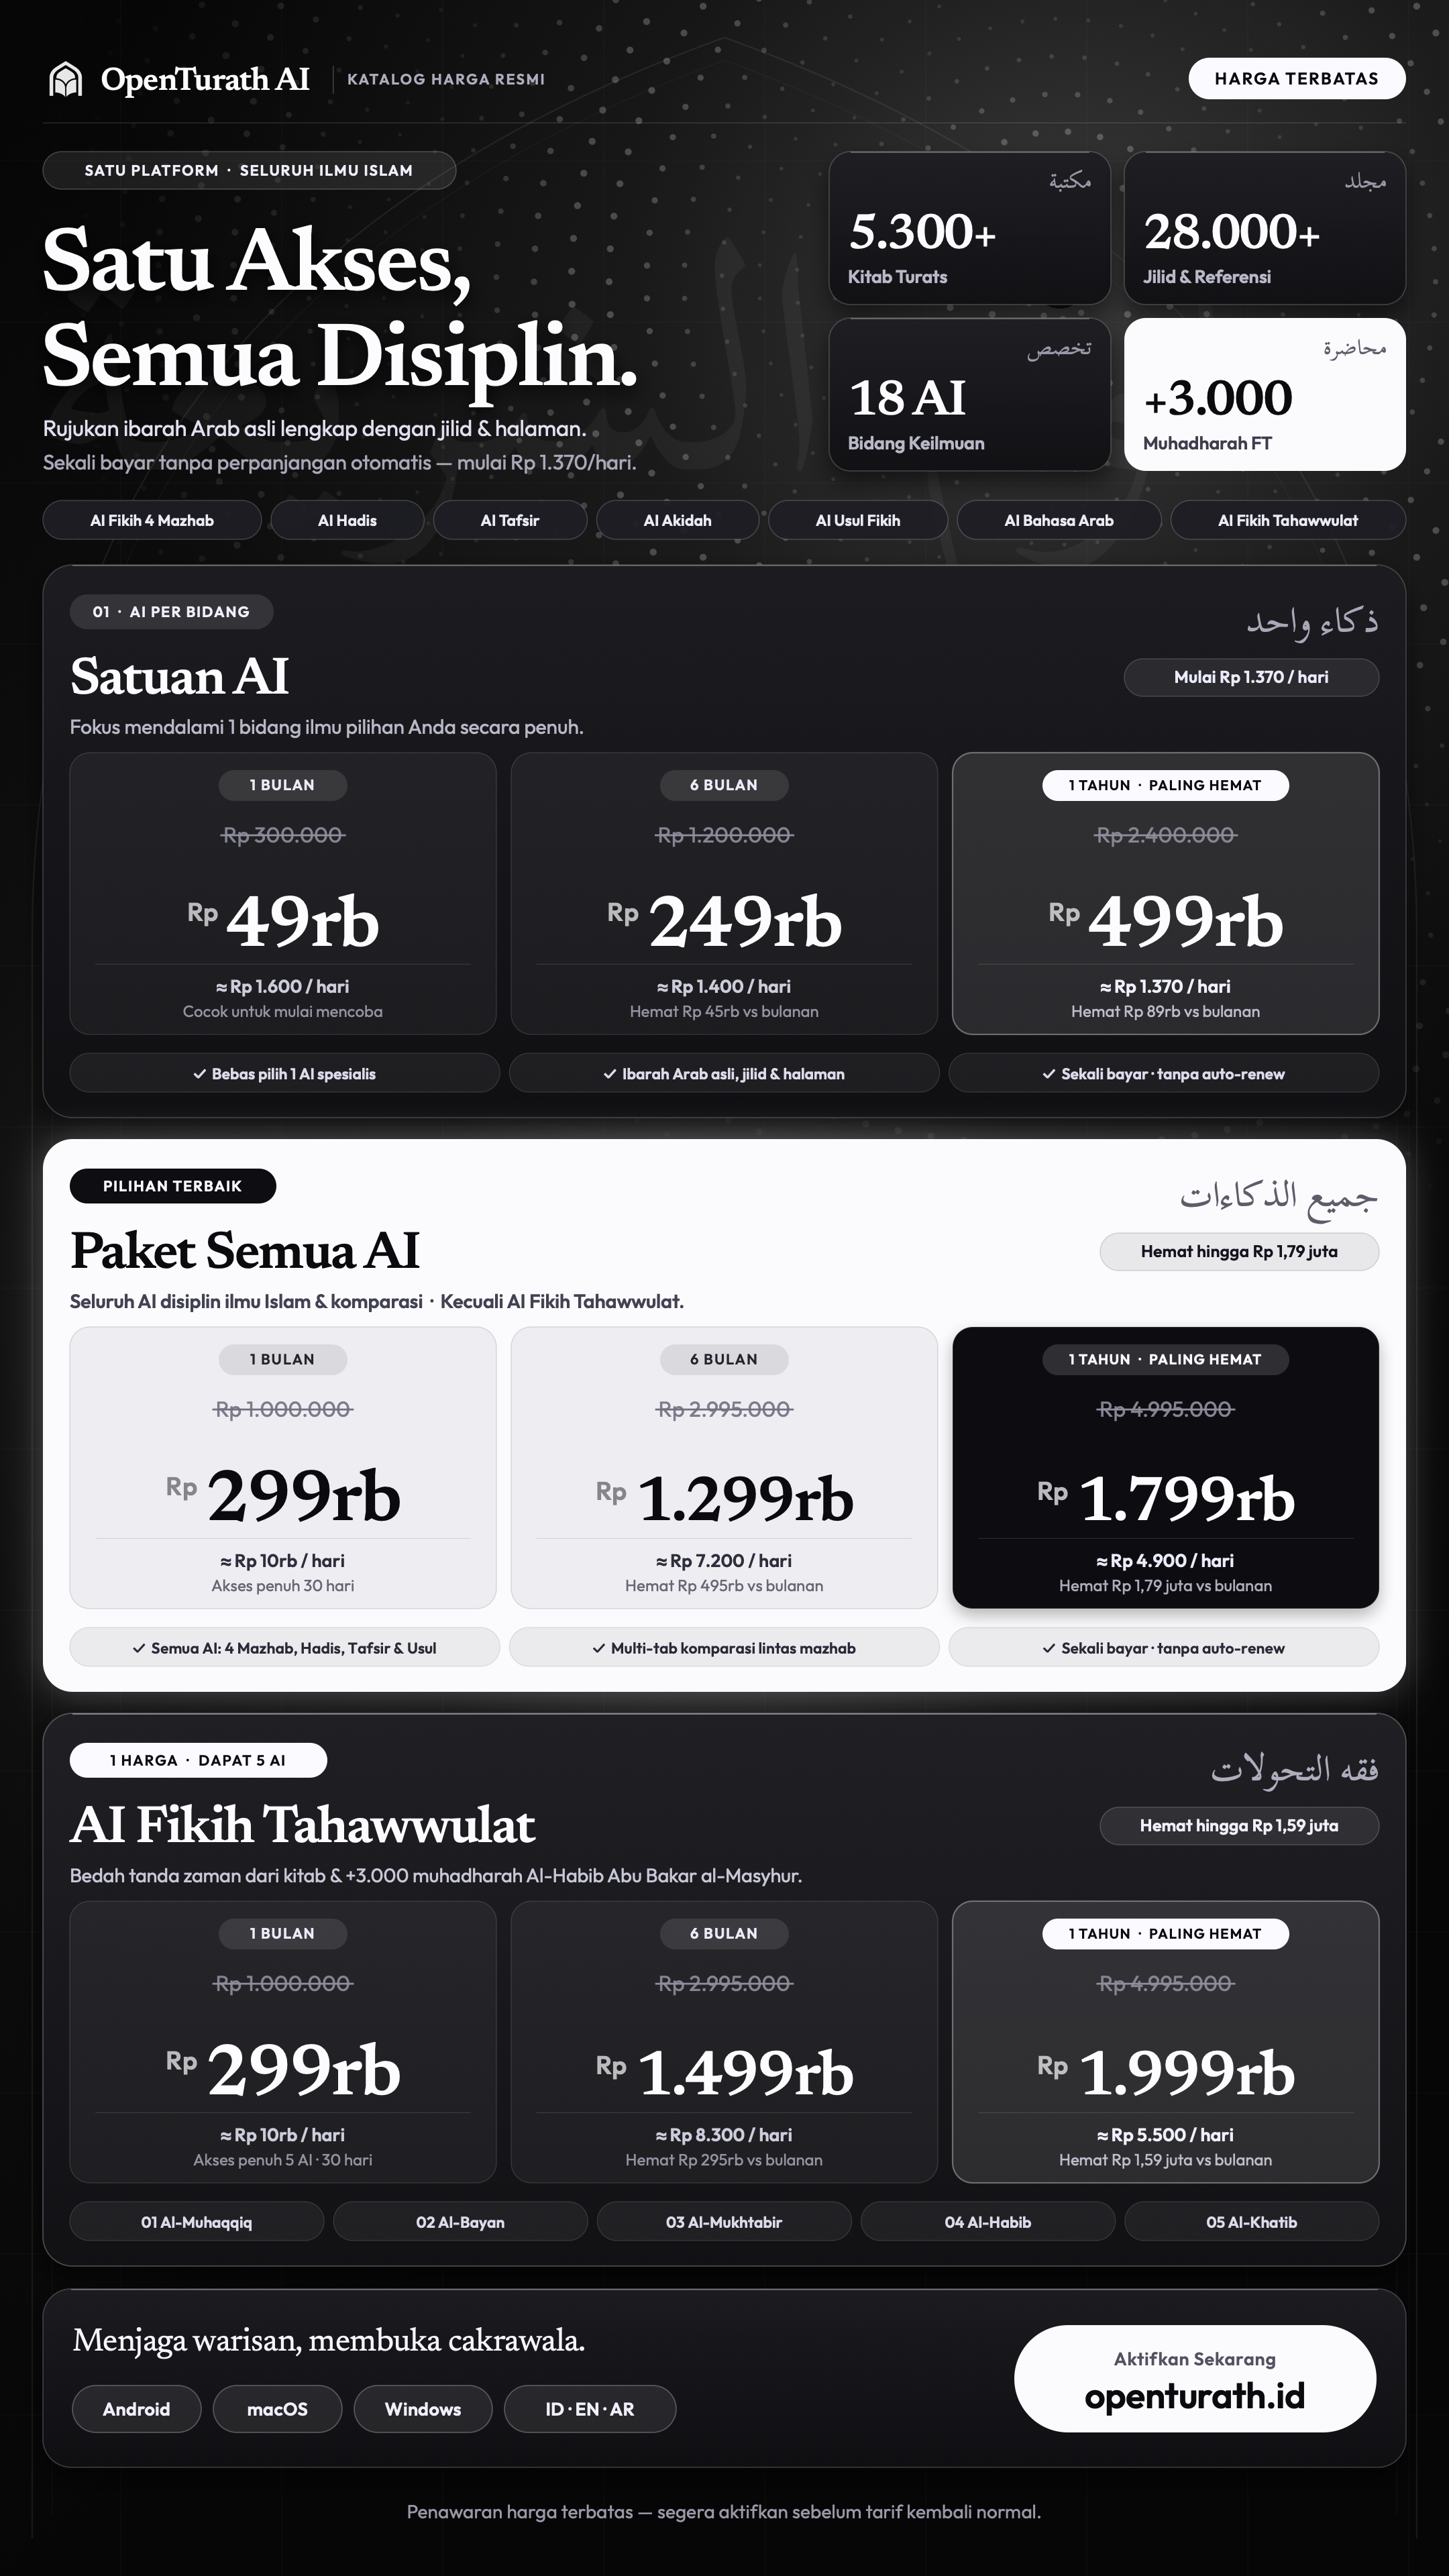 OpenTurath AI
KATALOG HARGA RESMI
HARGA TERBATAS
SATU PLATFORM · SELURUH ILMU ISLAM
Satu Akses,
Semua Disiplin.
Rujukan ibarah Arab asli lengkap dengan jilid & halaman.
Sekali bayar tanpa perpanjangan otomatis — mulai Rp 1.370/hari.
مكتبة
5.300+
Kitab Turats
مجلد
28.000+
Jilid & Referensi
تخصص
18 AI
Bidang Keilmuan
محاضرة
+3.000
Muhadharah FT
AI Fikih 4 Mazhab
AI Hadis
AI Tafsir
AI Akidah
AI Usul Fikih
AI Bahasa Arab
AI Fikih Tahawwulat
01 · AI PER BIDANG
ذكاء واحد
Satuan AI
Mulai Rp 1.370 / hari
Fokus mendalami 1 bidang ilmu pilihan Anda secara penuh.
1 BULAN
Rp 300.000
Rp 49rb
≈ Rp 1.600 / hari
Cocok untuk mulai mencoba
6 BULAN
Rp 1.200.000
Rp 249rb
≈ Rp 1.400 / hari
Hemat Rp 45rb vs bulanan
1 TAHUN · PALING HEMAT
Rp 2.400.000
Rp 499rb
≈ Rp 1.370 / hari
Hemat Rp 89rb vs bulanan
✓ Bebas pilih 1 AI spesialis
✓ Ibarah Arab asli, jilid & halaman
✓ Sekali bayar · tanpa auto-renew
PILIHAN TERBAIK
جميع الذكاءات
Paket Semua AI
Hemat hingga Rp 1,79 juta
Seluruh AI disiplin ilmu Islam & komparasi · Kecuali AI Fikih Tahawwulat.
1 BULAN
Rp 1.000.000
Rp 299rb
≈ Rp 10rb / hari
Akses penuh 30 hari
6 BULAN
Rp 2.995.000
Rp 1.299rb
≈ Rp 7.200 / hari
Hemat Rp 495rb vs bulanan
1 TAHUN · PALING HEMAT
Rp 4.995.000
Rp 1.799rb
≈ Rp 4.900 / hari
Hemat Rp 1,79 juta vs bulanan
✓ Semua AI: 4 Mazhab, Hadis, Tafsir & Usul
✓ Multi-tab komparasi lintas mazhab
✓ Sekali bayar · tanpa auto-renew
1 HARGA · DAPAT 5 AI
فقه التحولات
AI Fikih Tahawwulat
Hemat hingga Rp 1,59 juta
Bedah tanda zaman dari kitab & +3.000 muhadharah Al-Habib Abu Bakar al-Masyhur.
1 BULAN
Rp 1.000.000
Rp 299rb
≈ Rp 10rb / hari
Akses penuh 5 AI · 30 hari
6 BULAN
Rp 2.995.000
Rp 1.499rb
≈ Rp 8.300 / hari
Hemat Rp 295rb vs bulanan
1 TAHUN · PALING HEMAT
Rp 4.995.000
Rp 1.999rb
≈ Rp 5.500 / hari
Hemat Rp 1,59 juta vs bulanan
01 Al-Muhaqqiq
02 Al-Bayan
03 Al-Mukhtabir
04 Al-Habib
05 Al-Khatib
Menjaga warisan, membuka cakrawala.
Android
macOS
Windows
ID · EN · AR
Aktifkan Sekarang
openturath.id
Penawaran harga terbatas — segera aktifkan sebelum tarif kembali normal.